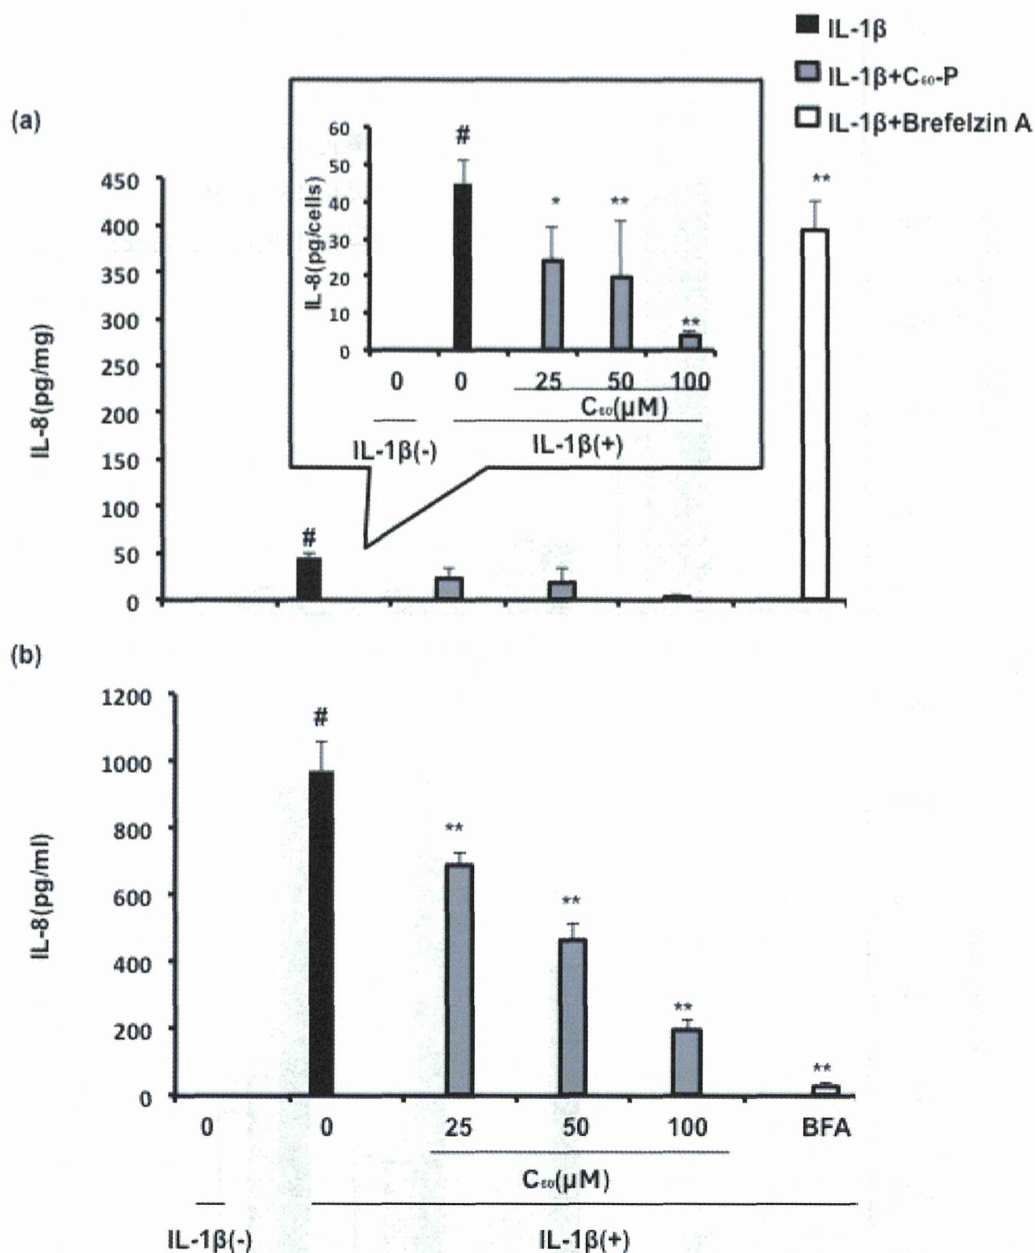 IL-1β
IL-1β+C₆₀-P
IL-1β+Brefelzin A
(a)
IL-8(pg/mg)
450
400
350
300
250
200
150
100
50
0
#
**
IL-8(pg/cells)
60
50
40
30
20
10
0
#
*
**
**
0 0 25 50 100
C₆₀(μM)
IL-1β(-) IL-1β(+)
(b)
IL-8(pg/ml)
1200
1000
800
600
400
200
0
#
**
**
**
**
0 0 25 50 100 BFA
C₆₀(μM)
IL-1β(-) IL-1β(+)